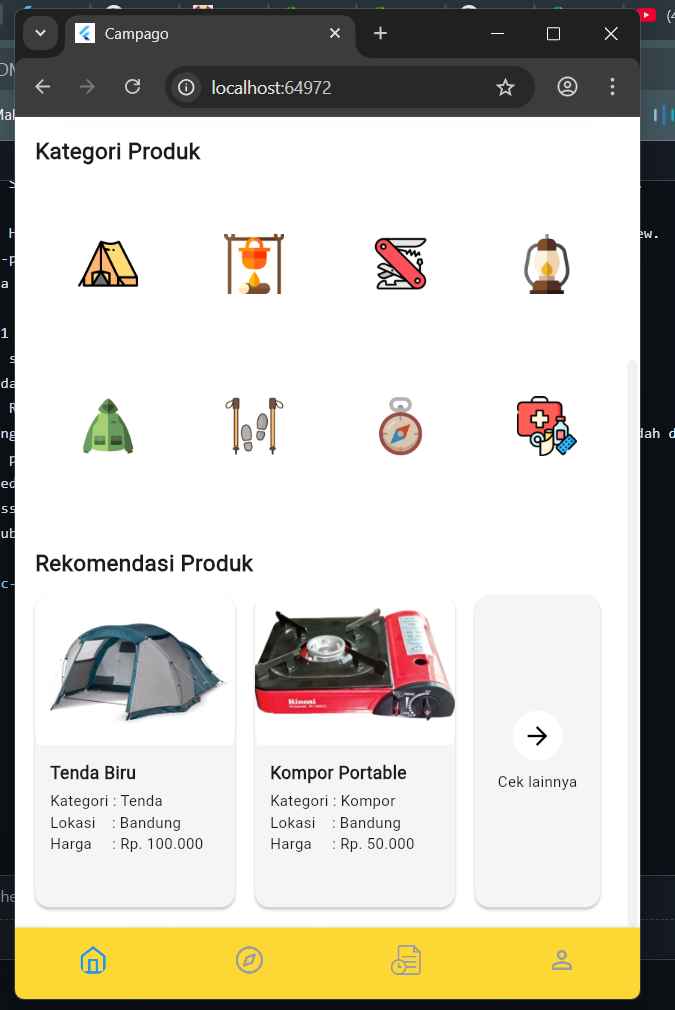 Campago
localhost:64972
Kategori Produk
Rekomendasi Produk
Rinnai
Tenda Biru
Kategori : Tenda
Lokasi : Bandung
Harga : Rp. 100.000
Kompor Portable
Kategori : Kompor
Lokasi : Bandung
Harga : Rp. 50.000
Cek lainnya